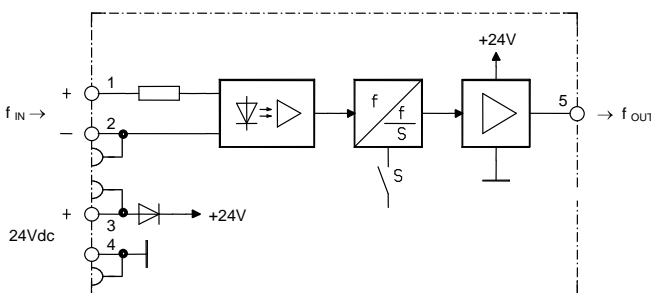 +24V
+ 1
f IN → f f S 5 → f OUT
− 2
S
+ 3 +24V
24Vdc
4